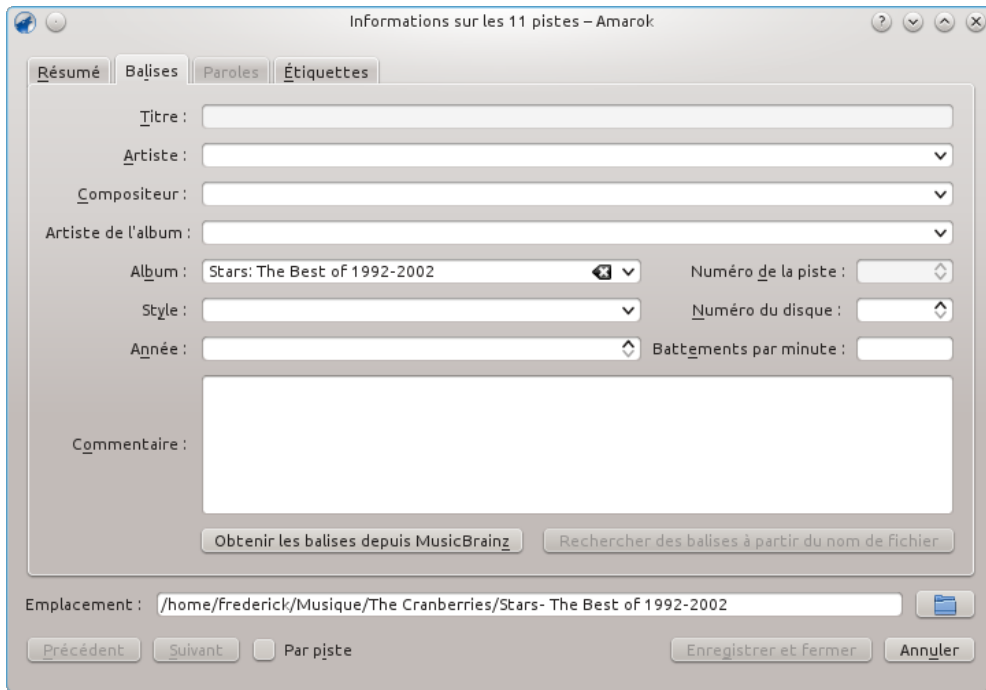 Informations sur les 11 pistes – Amarok
Résumé Balises Paroles Étiquettes
Titre :
Artiste :
Compositeur :
Artiste de l'album :
Album : Stars: The Best of 1992-2002 Numéro de la piste :
Style : Numéro du disque :
Année : Battements par minute :
Commentaire :
Obtenir les balises depuis MusicBrainz Rechercher des balises à partir du nom de fichier
Emplacement : /home/frederick/Musique/The Cranberries/Stars- The Best of 1992-2002
Précédent Suivant Par piste Enregistrer et fermer Annuler